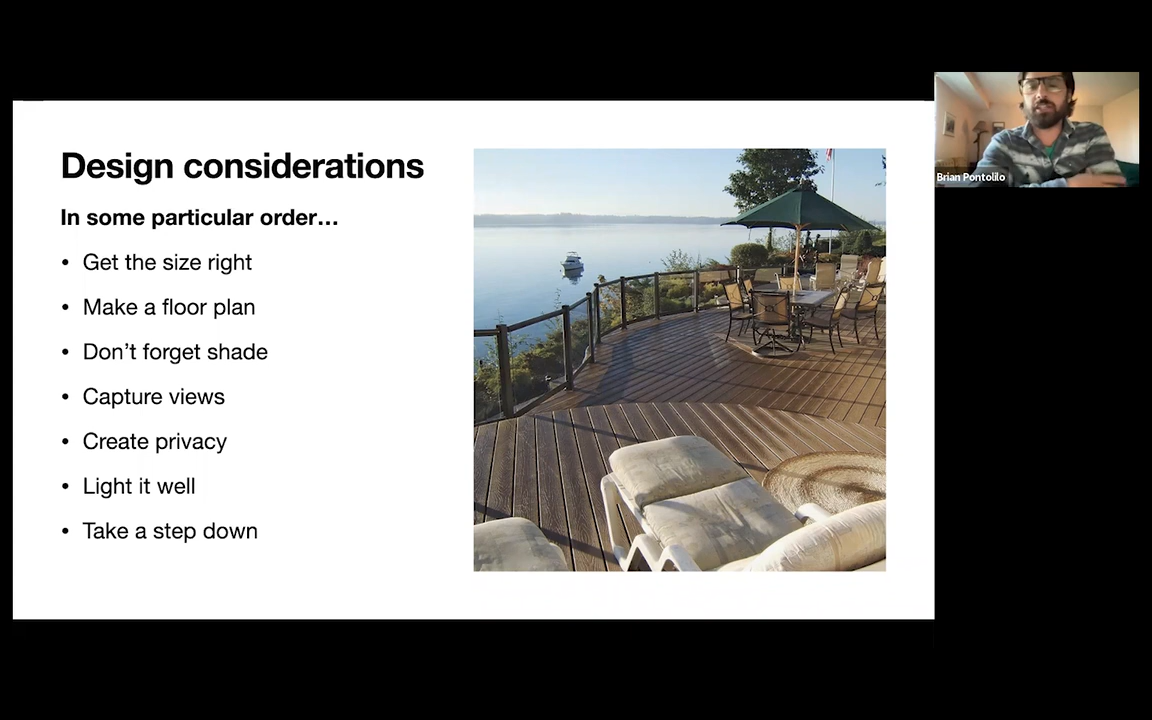 Design considerations
In some particular order…
• Get the size right
• Make a floor plan
• Don’t forget shade
• Capture views
• Create privacy
• Light it well
• Take a step down
Brian Pontolilo